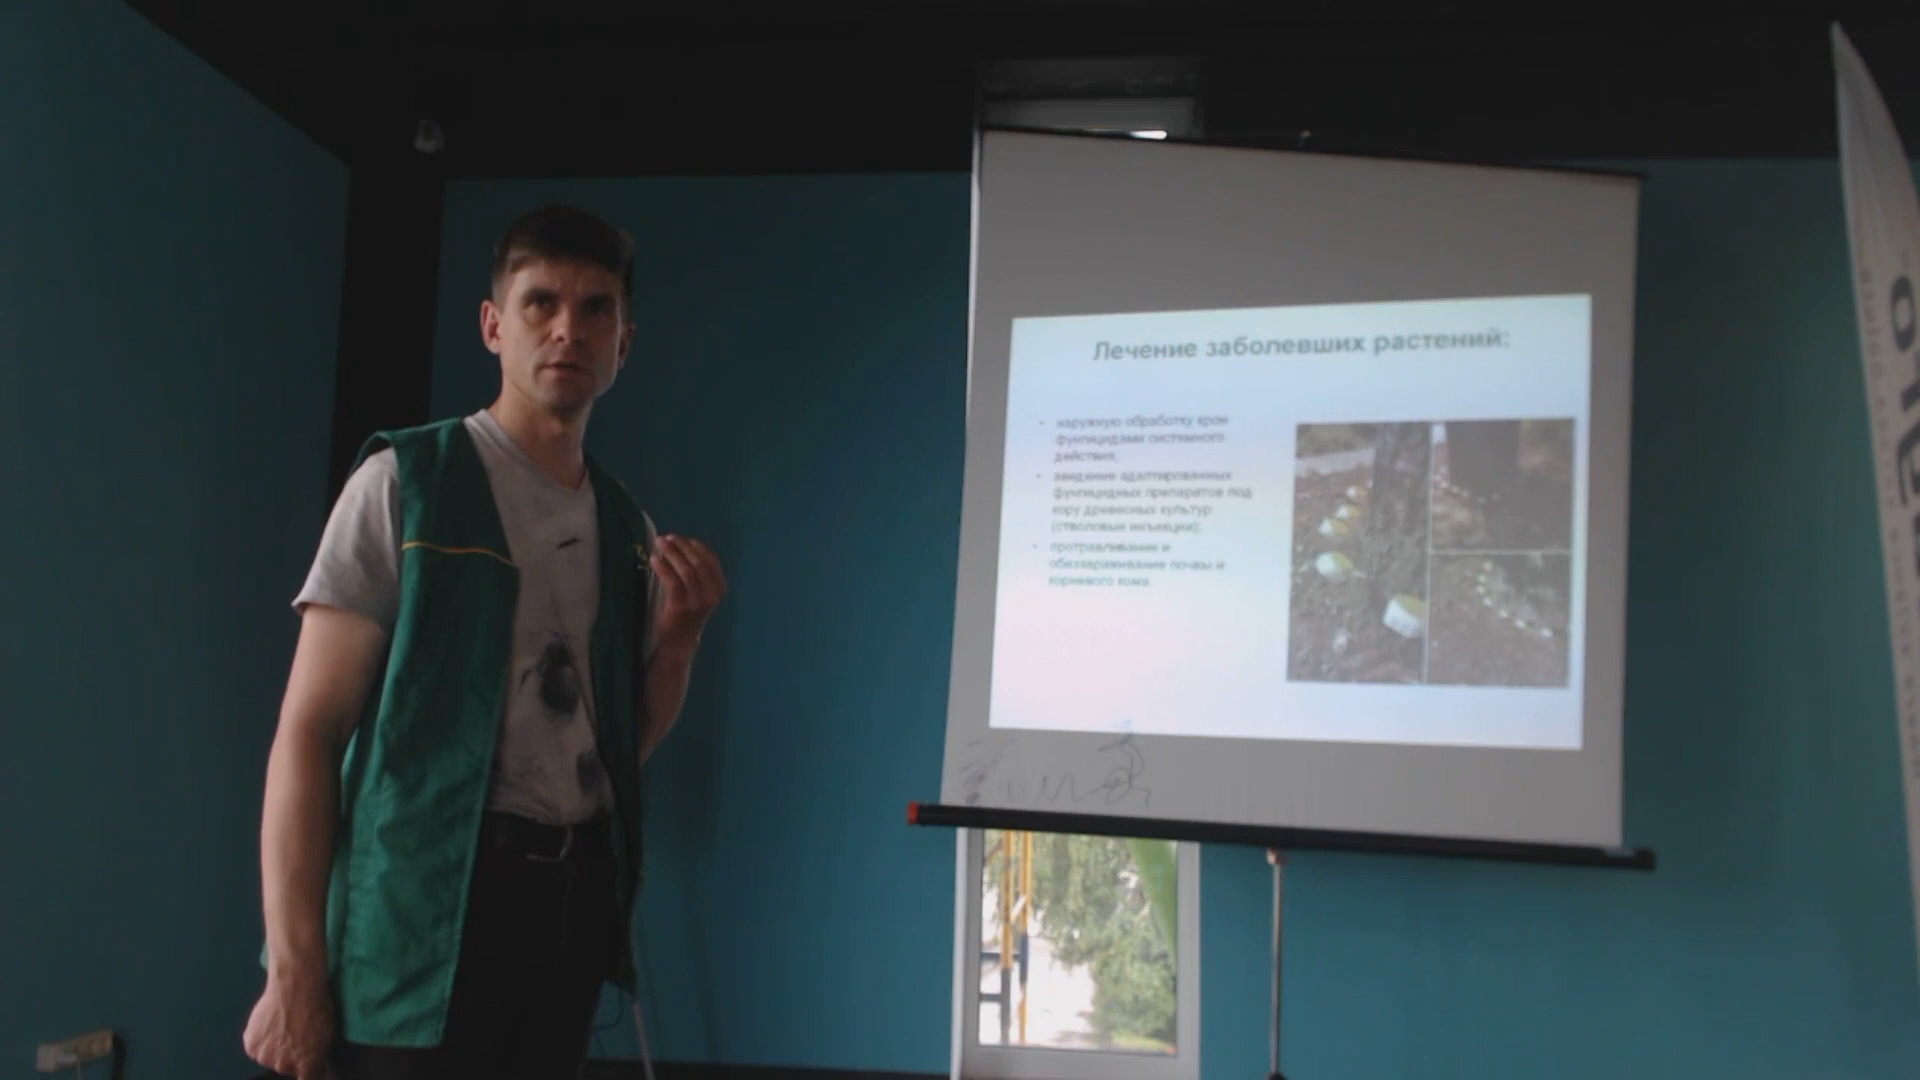 Лечение заболевших растений:
• наружную обработку крон
фунгицидами системного
действия;
• введение адаптированных
фунгицидных препаратов под
кору древесных культур
(стволовые инъекции);
• протравливание и
обеззараживание почвы и
корневого кома